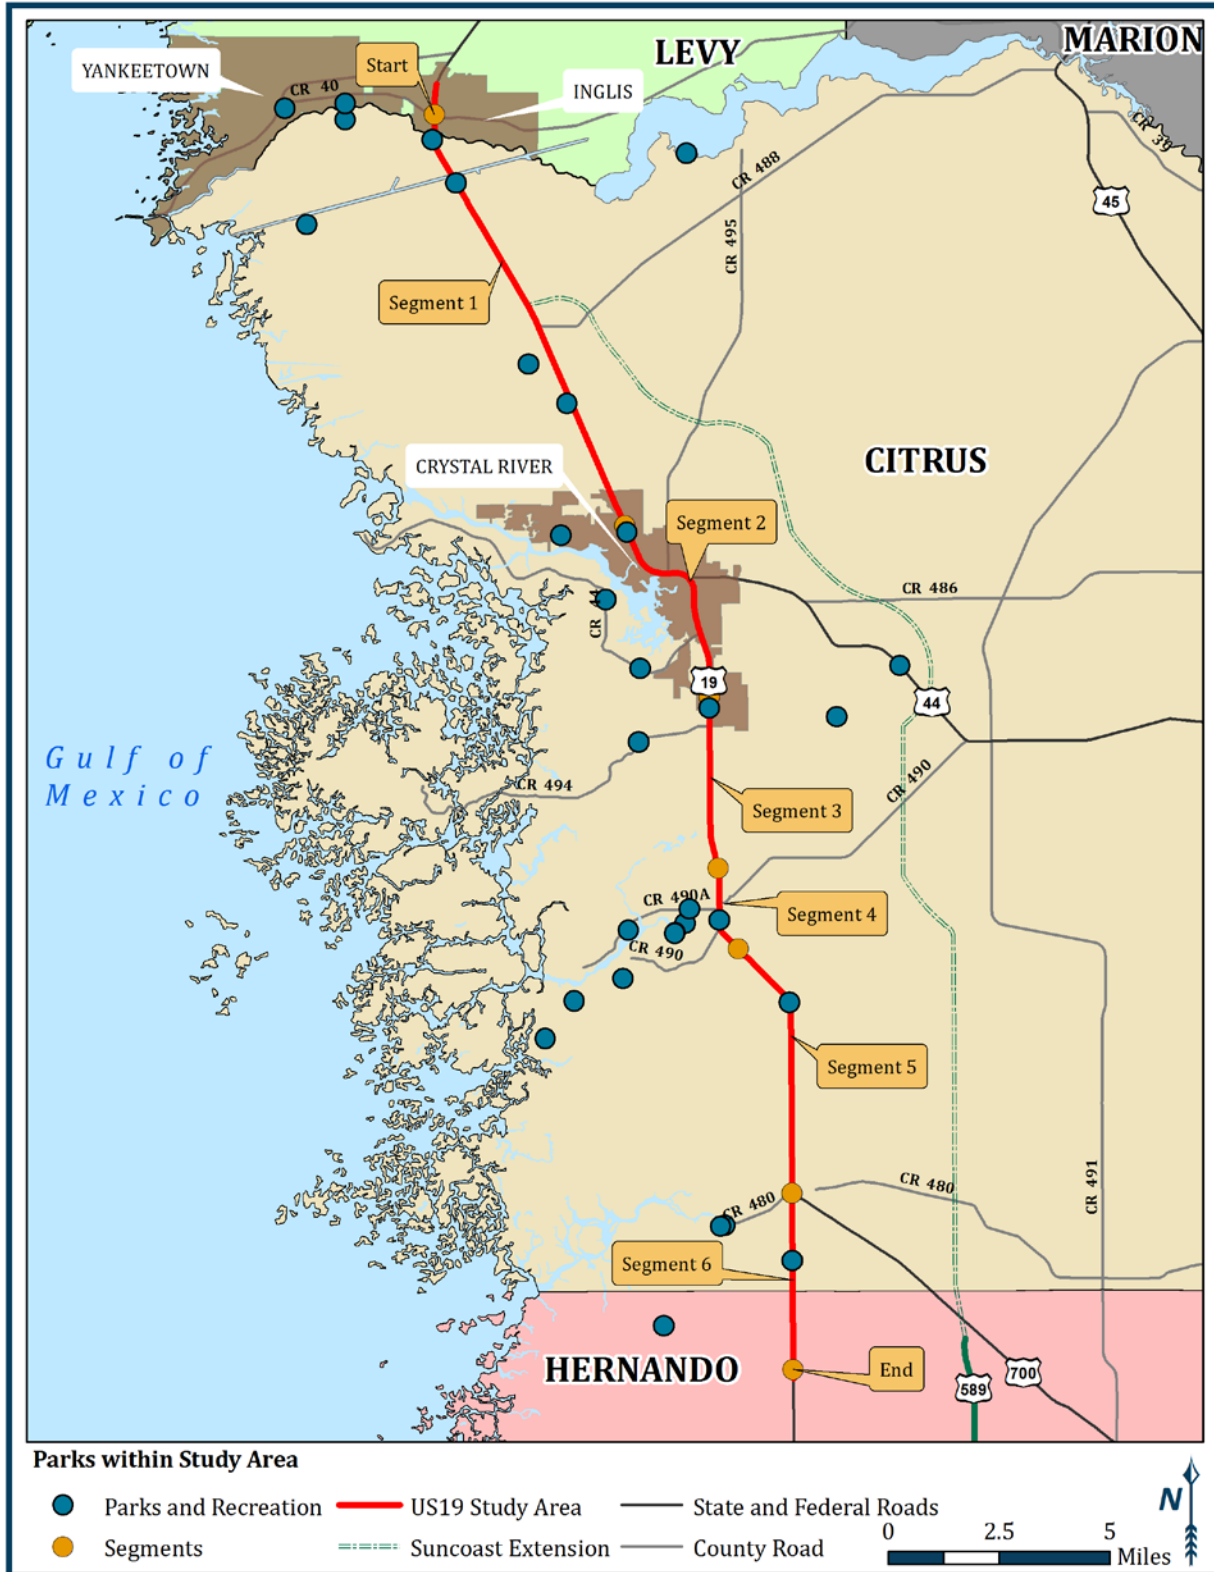 LEVY
MARION
YANKEETOWN
Start
CR 40
INGLIS
CR 39
CR 488
45
CR 495
Segment 1
CITRUS
CRYSTAL RIVER
Segment 2
CR 486
CR 44
19
44
Gulf of
Mexico
CR 494
CR 490
Segment 3
CR 490A
Segment 4
CR 490
Segment 5
CR 491
CR 480
CR 480
Segment 6
HERNANDO
End
700
589
Parks within Study Area
Parks and Recreation
US19 Study Area
State and Federal Roads
Segments
Suncoast Extension
County Road
N
0 2.5 5
Miles